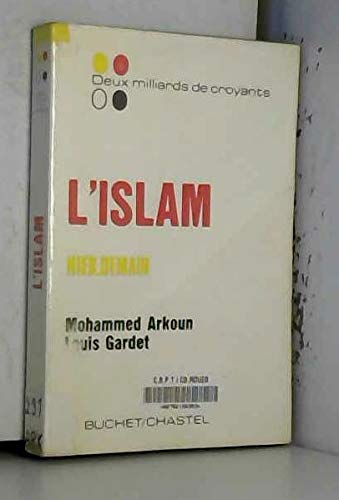 Deux milliards de croyants
L'ISLAM
HIER.DEMAIN
Mohammed Arkoun
Louis Gardet
BUCHET/CHASTEL
L'ISLAM